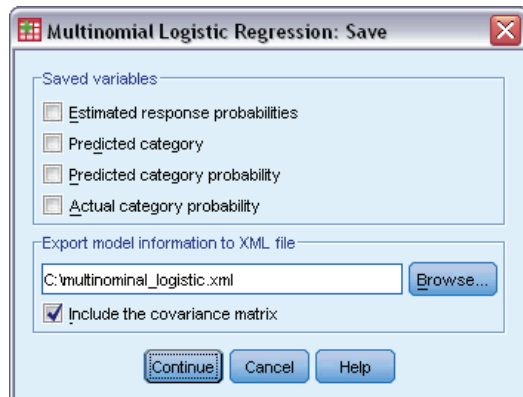 Multinomial Logistic Regression: Save
Saved variables
Estimated response probabilities
Predicted category
Predicted category probability
Actual category probability
Export model information to XML file
C:\multinominal_logistic.xml Browse...
Include the covariance matrix
Continue Cancel Help